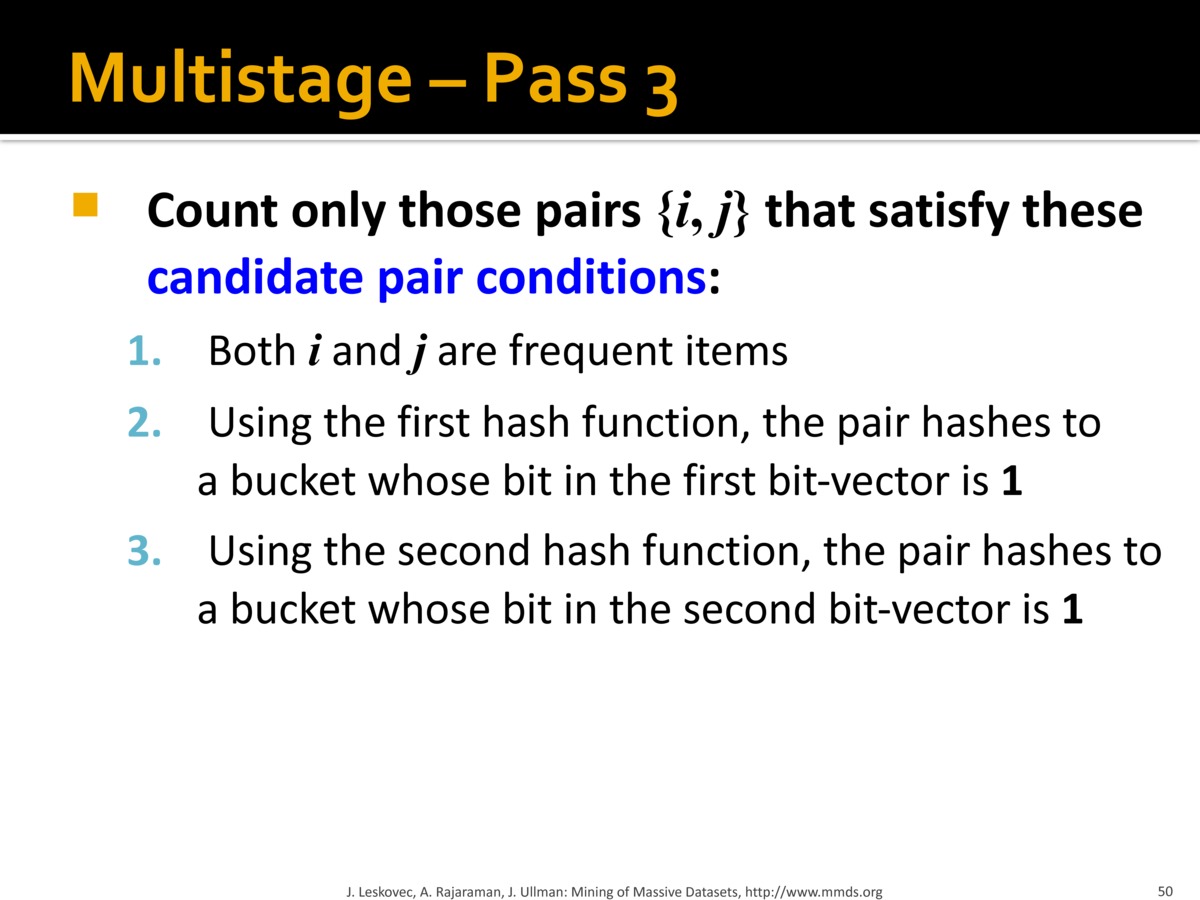 Multistage – Pass 3
Count only those pairs {i, j} that satisfy these
candidate pair conditions:
1. Both i and j are frequent items
2. Using the first hash function, the pair hashes to
a bucket whose bit in the first bit-vector is 1
3. Using the second hash function, the pair hashes to
a bucket whose bit in the second bit-vector is 1
J. Leskovec, A. Rajaraman, J. Ullman: Mining of Massive Datasets, http://www.mmds.org 50